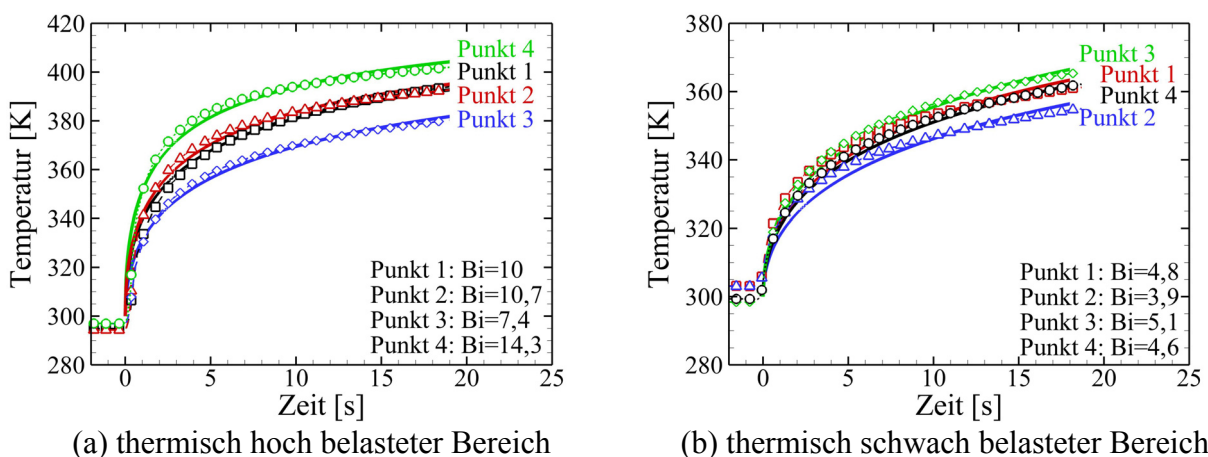 420
400
380
360
340
320
300
280
Temperatur [K]
Punkt 4
Punkt 1
Punkt 2
Punkt 3
Punkt 1: Bi=10
Punkt 2: Bi=10,7
Punkt 3: Bi=7,4
Punkt 4: Bi=14,3
0 5 10 15 20 25
Zeit [s]
(a) thermisch hoch belasteter Bereich
380
360
340
320
300
280
Temperatur [K]
Punkt 3
Punkt 1
Punkt 4
Punkt 2
Punkt 1: Bi=4,8
Punkt 2: Bi=3,9
Punkt 3: Bi=5,1
Punkt 4: Bi=4,6
0 5 10 15 20 25
Zeit [s]
(b) thermisch schwach belasteter Bereich